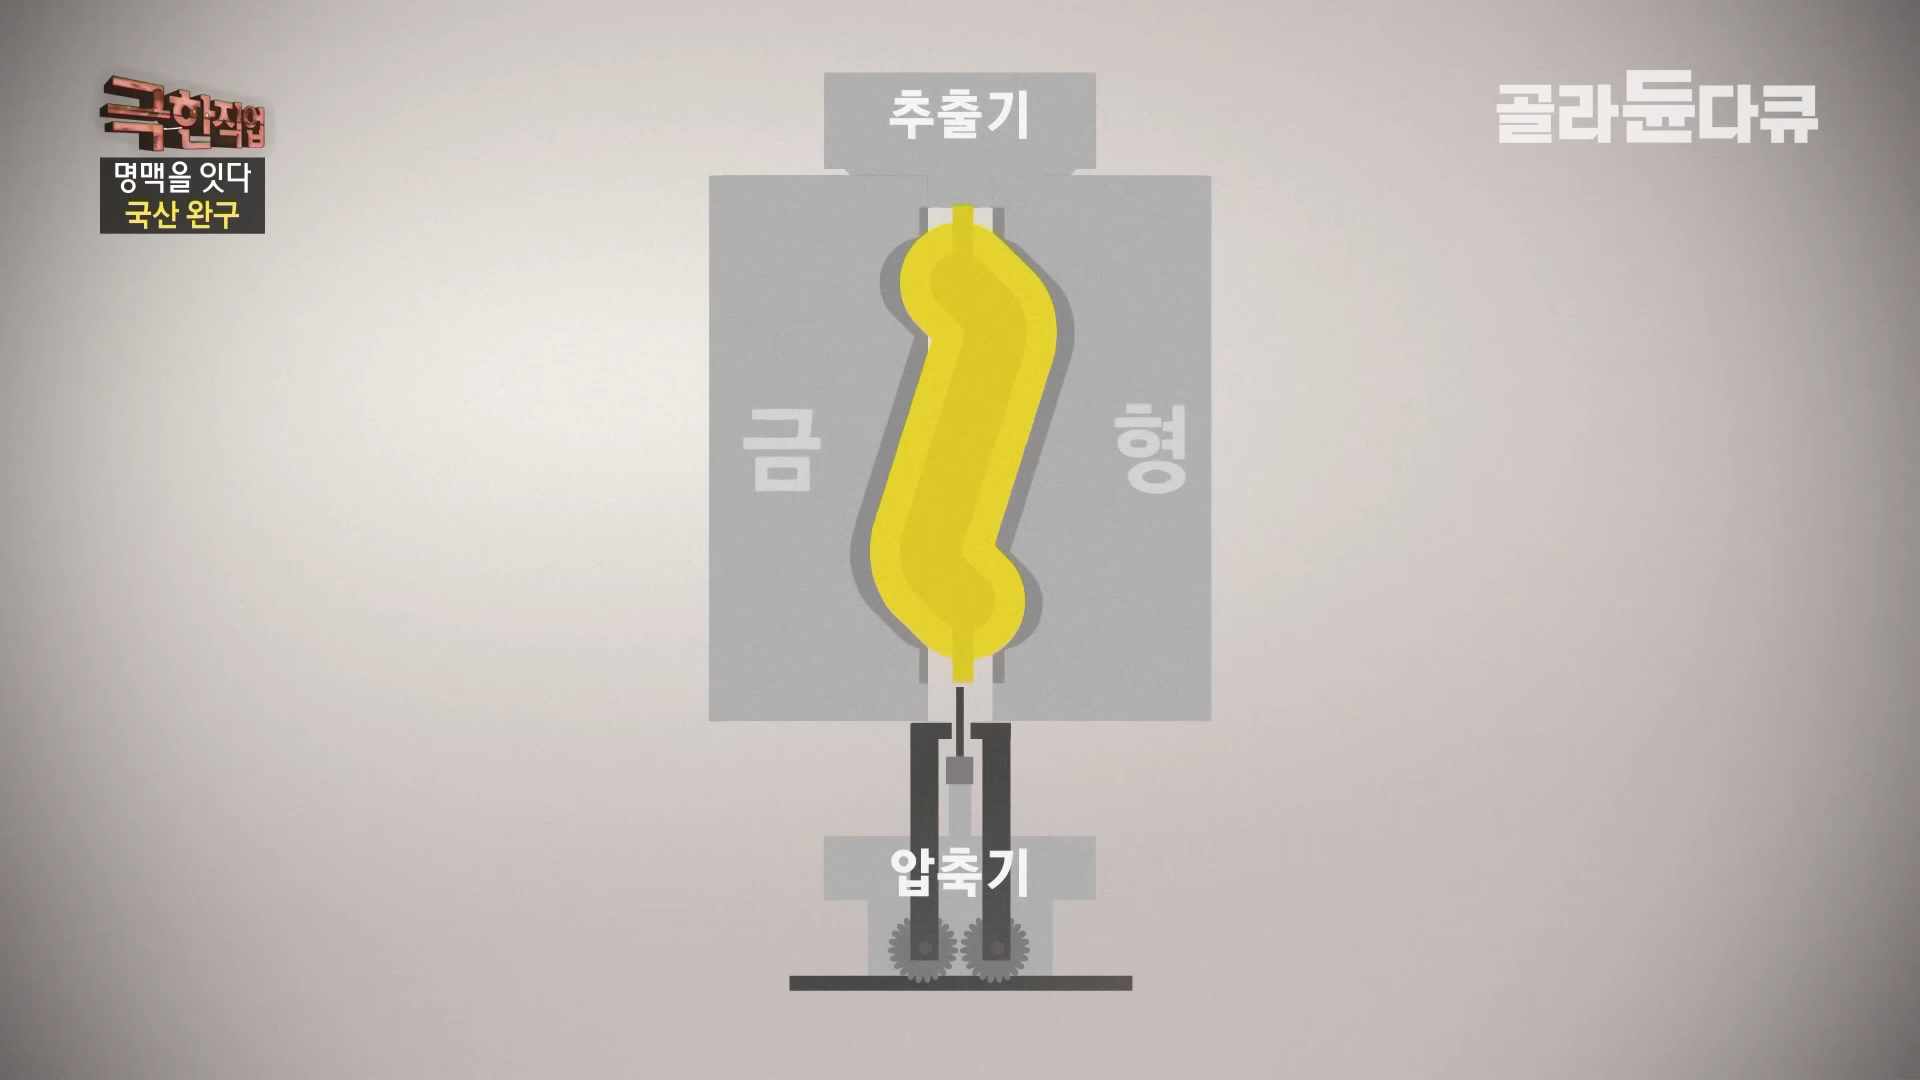 극한직업
명맥을 잇다
국산 완구
골라듄다큐
추출기
금 형
압축기